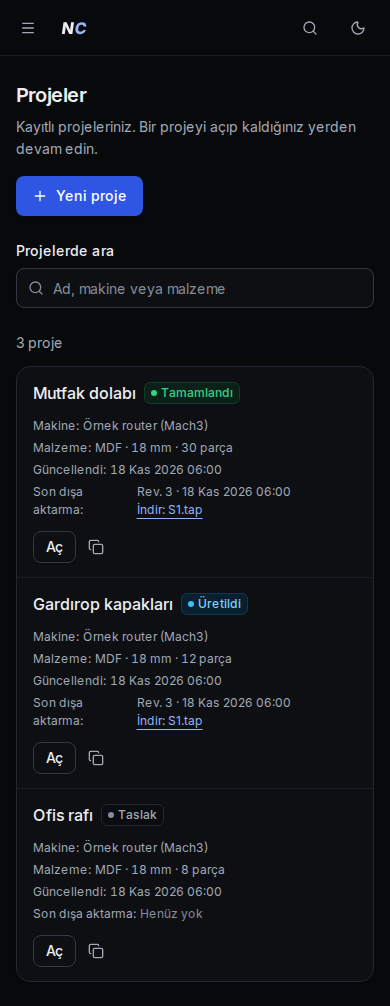 NC
Projeler
Kayıtlı projeleriniz. Bir projeyi açıp kaldığınız yerden
devam edin.
Yeni proje
Projelerde ara
Ad, makine veya malzeme
3 proje
Mutfak dolabı Tamamlandı
Makine: Örnek router (Mach3)
Malzeme: MDF · 18 mm · 30 parça
Güncellendi: 18 Kas 2026 06:00
Son dışa aktarma: Rev. 3 · 18 Kas 2026 06:00
İndir: S1.tap
Aç
Gardırop kapakları Üretildi
Makine: Örnek router (Mach3)
Malzeme: MDF · 18 mm · 12 parça
Güncellendi: 18 Kas 2026 06:00
Son dışa aktarma: Rev. 3 · 18 Kas 2026 06:00
İndir: S1.tap
Aç
Ofis rafı Taslak
Makine: Örnek router (Mach3)
Malzeme: MDF · 18 mm · 8 parça
Güncellendi: 18 Kas 2026 06:00
Son dışa aktarma: Henüz yok
Aç